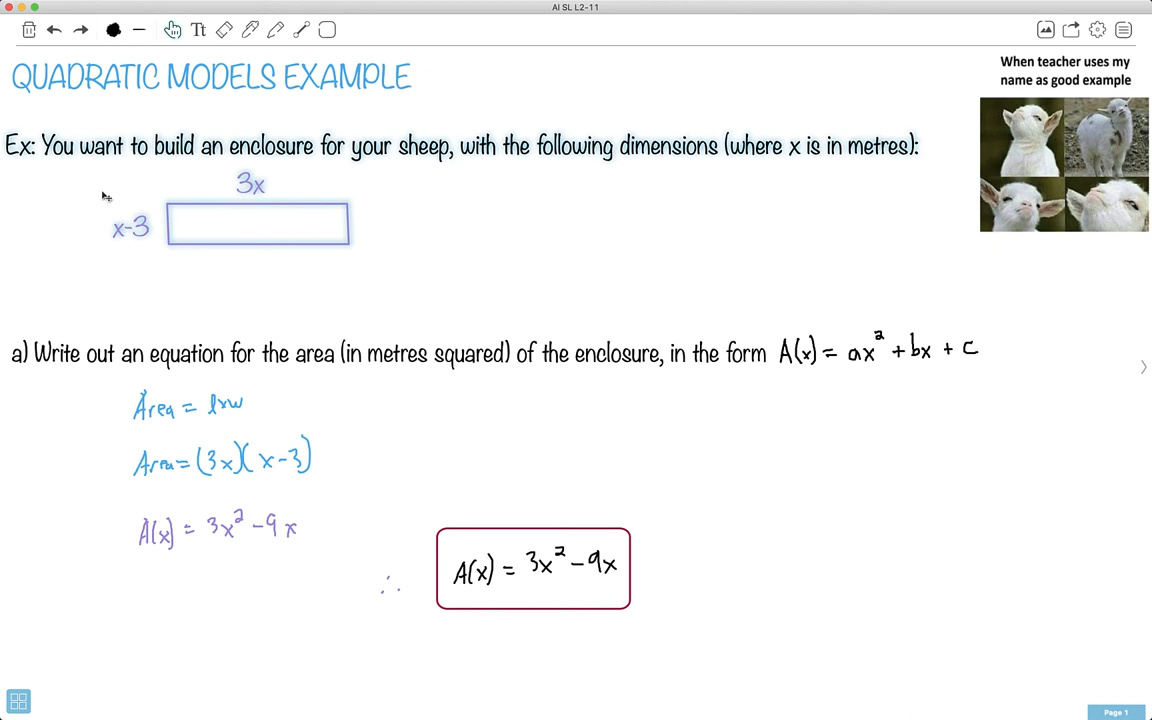 AI SL L2-11
Tt
QUADRATIC MODELS EXAMPLE
When teacher uses my
name as good example
Ex: You want to build an enclosure for your sheep, with the following dimensions (where x is in metres):
3x
x-3
a) Write out an equation for the area (in metres squared) of the enclosure, in the form A(x) = ax² + bx + c
Area = lxw
Area = (3x)(x-3)
A(x) = 3x² - 9x
∴ A(x) = 3x² - 9x
Page 1